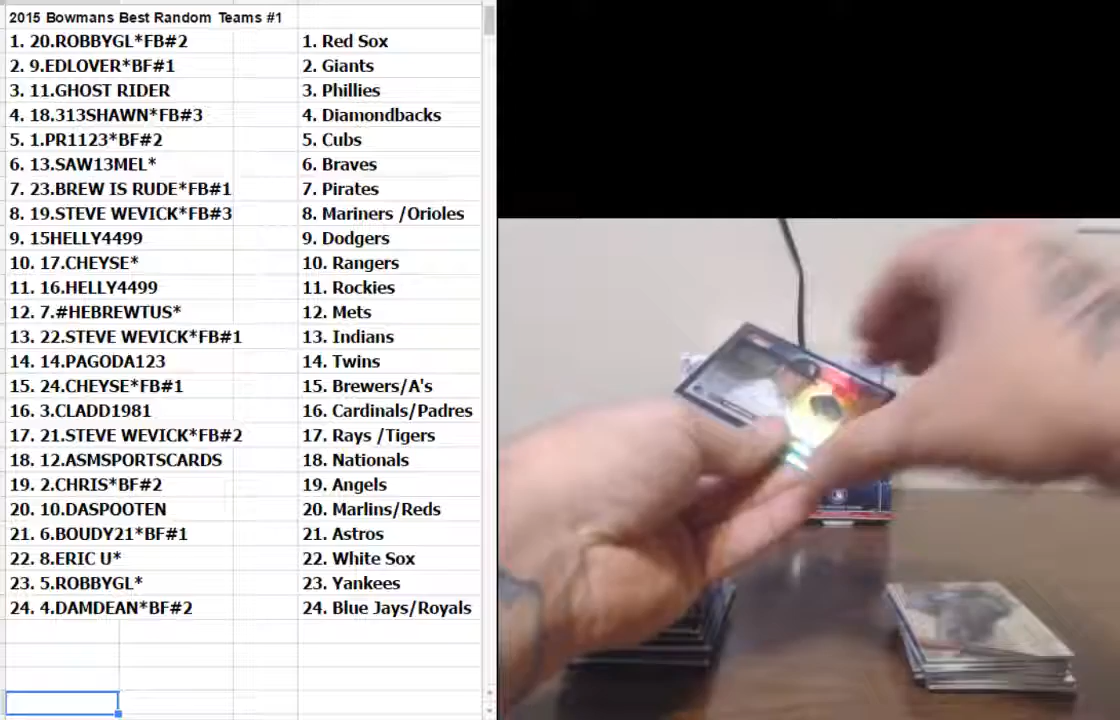 2015 Bowmans Best Random Teams #1
1. 20.ROBBYGL*FB#2 1. Red Sox
2. 9.EDLOVER*BF#1 2. Giants
3. 11.GHOST RIDER 3. Phillies
4. 18.313SHAWN*FB#3 4. Diamondbacks
5. 1.PR1123*BF#2 5. Cubs
6. 13.SAW13MEL* 6. Braves
7. 23.BREW IS RUDE*FB#1 7. Pirates
8. 19.STEVE WEVICK*FB#3 8. Mariners /Orioles
9. 15HELLY4499 9. Dodgers
10. 17.CHEYSE* 10. Rangers
11. 16.HELLY4499 11. Rockies
12. 7.#HEBREWTUS* 12. Mets
13. 22.STEVE WEVICK*FB#1 13. Indians
14. 14.PAGODA123 14. Twins
15. 24.CHEYSE*FB#1 15. Brewers/A's
16. 3.CLADD1981 16. Cardinals/Padres
17. 21.STEVE WEVICK*FB#2 17. Rays /Tigers
18. 12.ASMSPORTSCARDS 18. Nationals
19. 2.CHRIS*BF#2 19. Angels
20. 10.DASPOOTEN 20. Marlins/Reds
21. 6.BOUDY21*BF#1 21. Astros
22. 8.ERIC U* 22. White Sox
23. 5.ROBBYGL* 23. Yankees
24. 4.DAMDEAN*BF#2 24. Blue Jays/Royals